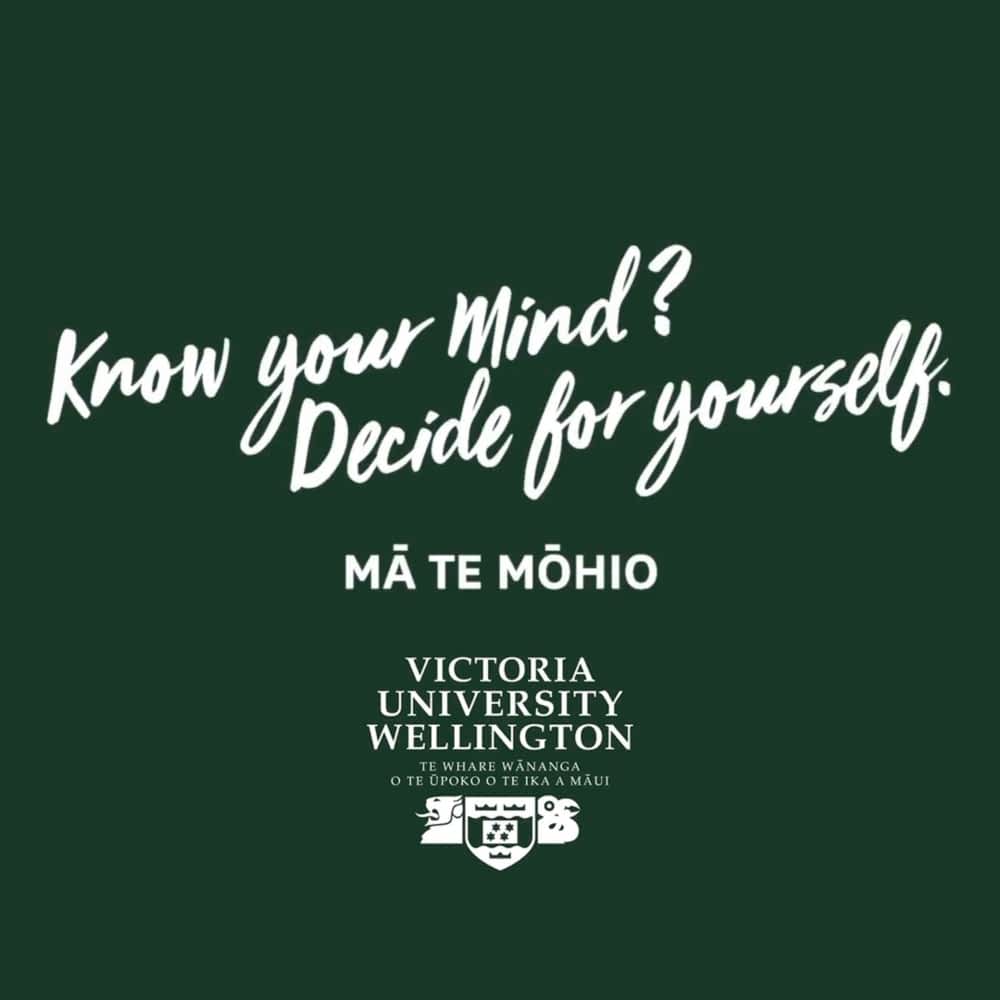 Know your Mind?
Decide for yourself.
MĀ TE MŌHIO
VICTORIA
UNIVERSITY
WELLINGTON
TE WHARE WĀNANGA
O TE ŪPOKO O TE IKA A MĀUI